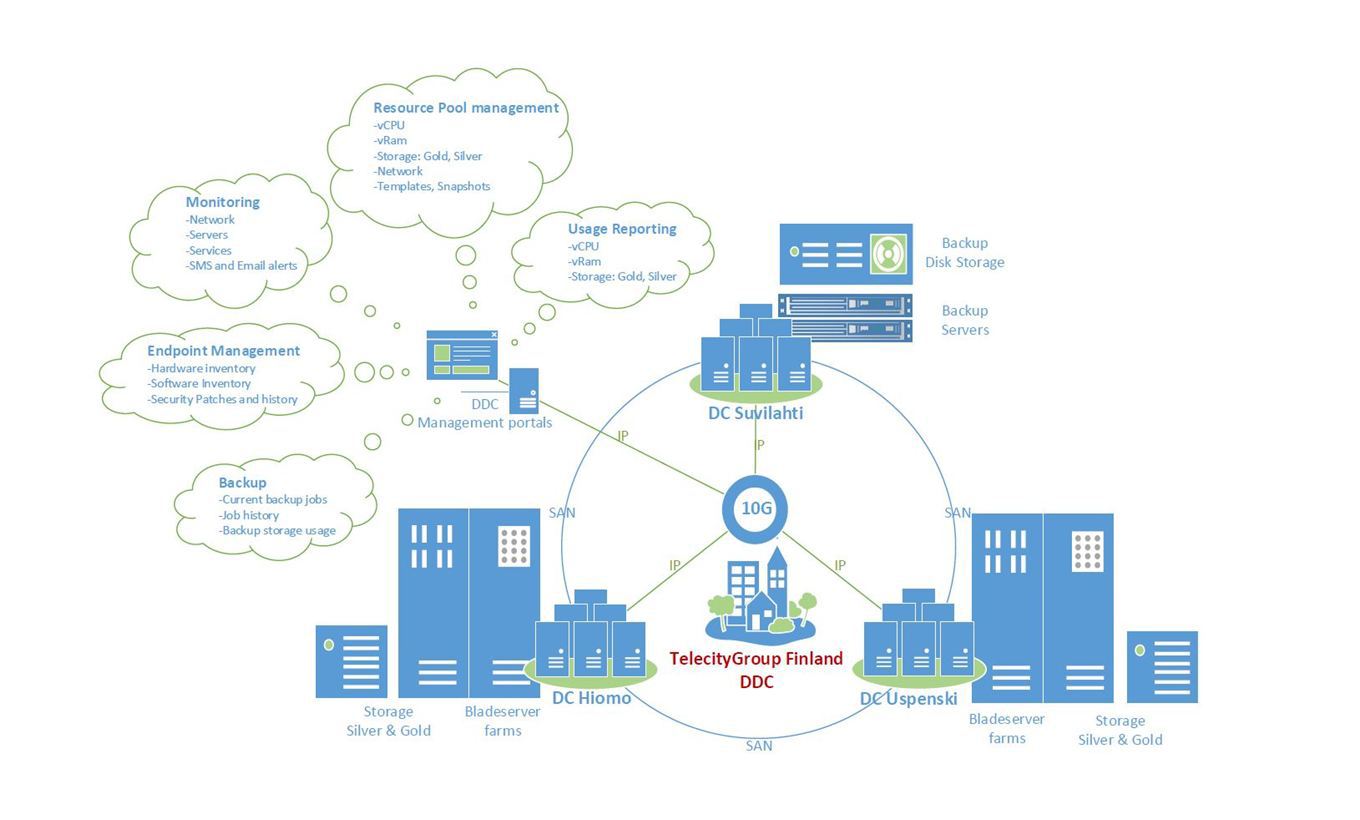 Resource Pool management
-vCPU
-vRam
-Storage: Gold, Silver
-Network
-Templates, Snapshots
Monitoring
-Network
-Servers
-Services
-SMS and Email alerts
Usage Reporting
-vCPU
-vRam
-Storage: Gold, Silver
Backup
Disk Storage
Backup
Servers
Endpoint Management
-Hardware inventory
-Software Inventory
-Security Patches and history
DDC
Management portals
DC Suvilahti
IP
IP
Backup
-Current backup jobs
-Job history
-Backup storage usage
SAN
10G
SAN
IP
IP
TelecityGroup Finland
DDC
DC Hiomo
DC Uspenski
Storage
Silver & Gold
Bladeserver
farms
Bladeserver
farms
Storage
Silver & Gold
SAN